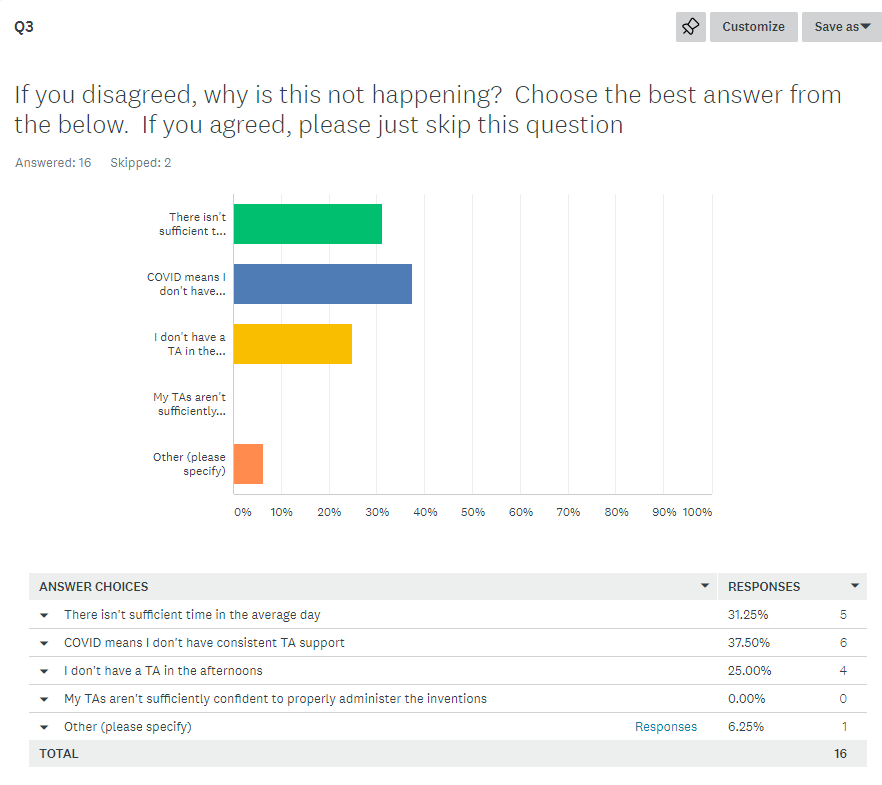 Q3
Customize
Save as
If you disagreed, why is this not happening?  Choose the best answer from
the below.  If you agreed, please just skip this question
Answered: 16 Skipped: 2
There isn't
sufficient t...
COVID means I
don't have...
I don't have a
TA in the...
My TAs aren't
sufficiently...
Other (please
specify)
0% 10% 20% 30% 40% 50% 60% 70% 80% 90% 100%
ANSWER CHOICES RESPONSES
There isn't sufficient time in the average day 31.25% 5
COVID means I don't have consistent TA support 37.50% 6
I don't have a TA in the afternoons 25.00% 4
My TAs aren't sufficiently confident to properly administer the inventions 0.00% 0
Other (please specify) Responses 6.25% 1
TOTAL 16